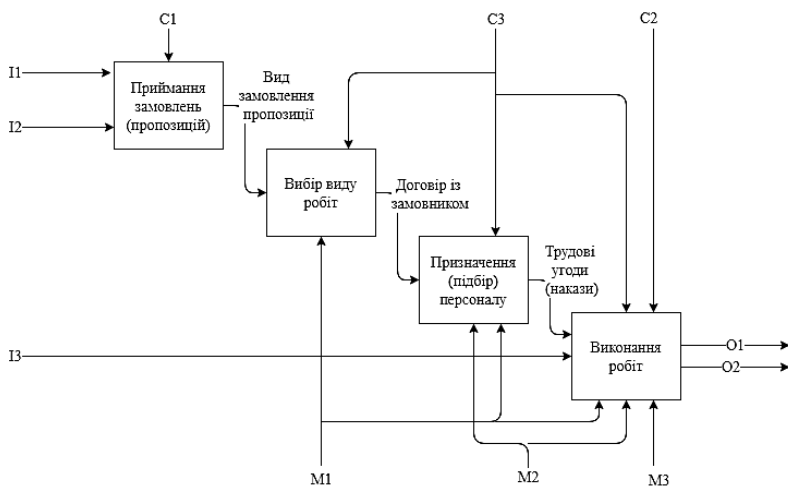 C1
C3
C2
I1
I2
Приймання
замовлень
(пропозицій)
Вид
замовлення
пропозиції
Вибір виду
робіт
Договір із
замовником
Призначення
(підбір)
персоналу
Трудові
угоди
(накази)
I3
Виконання
робіт
O1
O2
M1
M2
M3